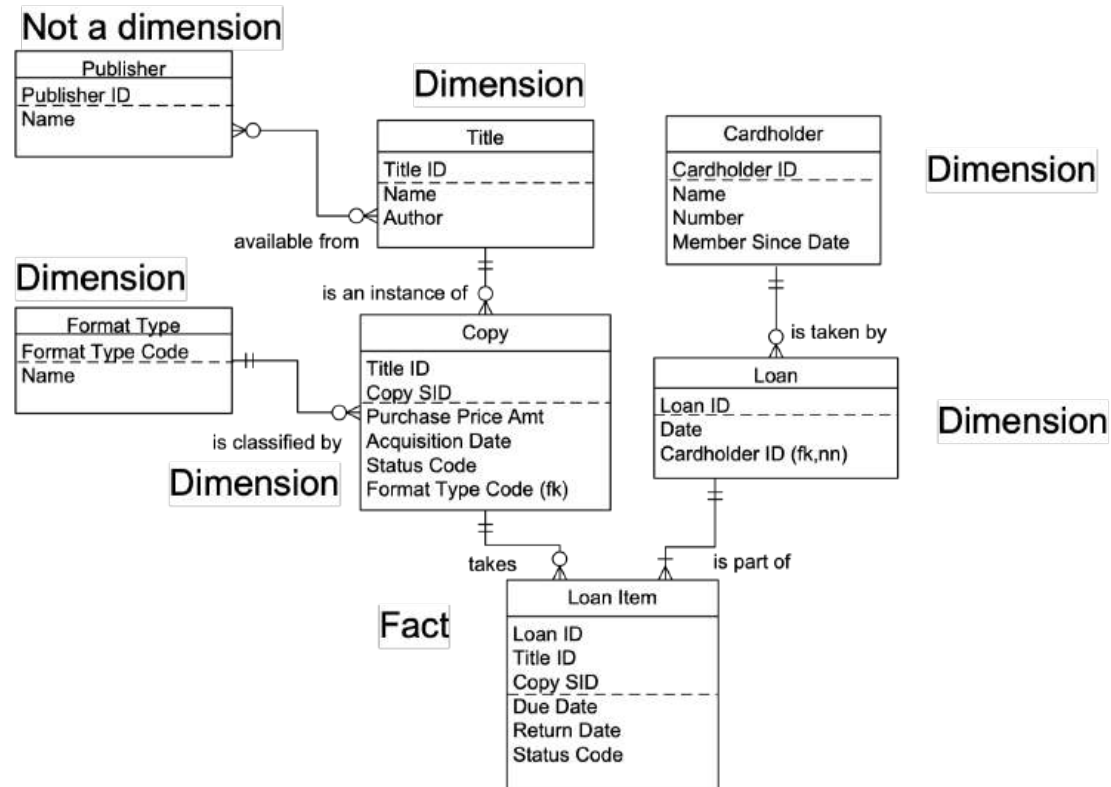 Not a dimension
Publisher
Publisher ID
Name
Dimension
Title
Title ID
Name
Author
available from
Cardholder
Cardholder ID
Name
Number
Member Since Date
Dimension
Dimension
Format Type
Format Type Code
Name
is an instance of
is classified by
Dimension
Copy
Title ID
Copy SID
Purchase Price Amt
Acquisition Date
Status Code
Format Type Code (fk)
is taken by
Loan
Loan ID
Date
Cardholder ID (fk,nn)
Dimension
takes
is part of
Fact
Loan Item
Loan ID
Title ID
Copy SID
Due Date
Return Date
Status Code